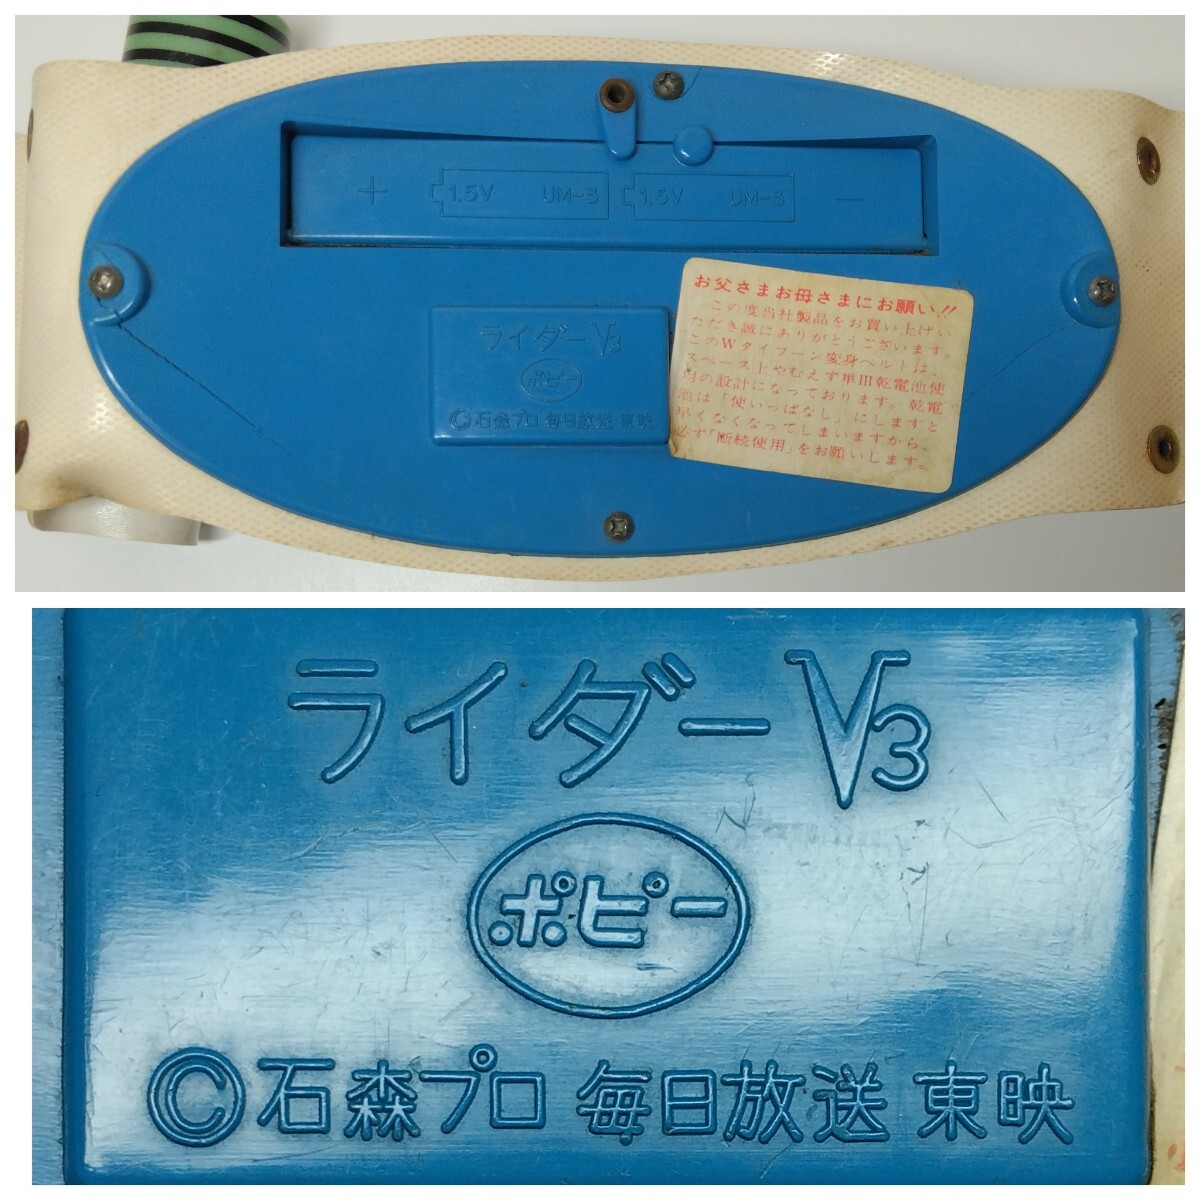 + 1.5V UM-3 1.5V UM-3 −
ライダーV3
ポピー
©石森プロ 毎日放送 東映
お父さまお母さまにお願い!!
この度当社製品をお買い上げい
ただき誠にありがとうございます。
このWタイフーン変身ベルトは、
スペース上やむえず単III乾電池使
用の設計になっております。乾電
池は「使いっぱなし」にしますと
早くなくなってしまいますから、
必ず「断続使用」をお願いします。
ライダーV3
ポピー
©石森プロ 毎日放送 東映